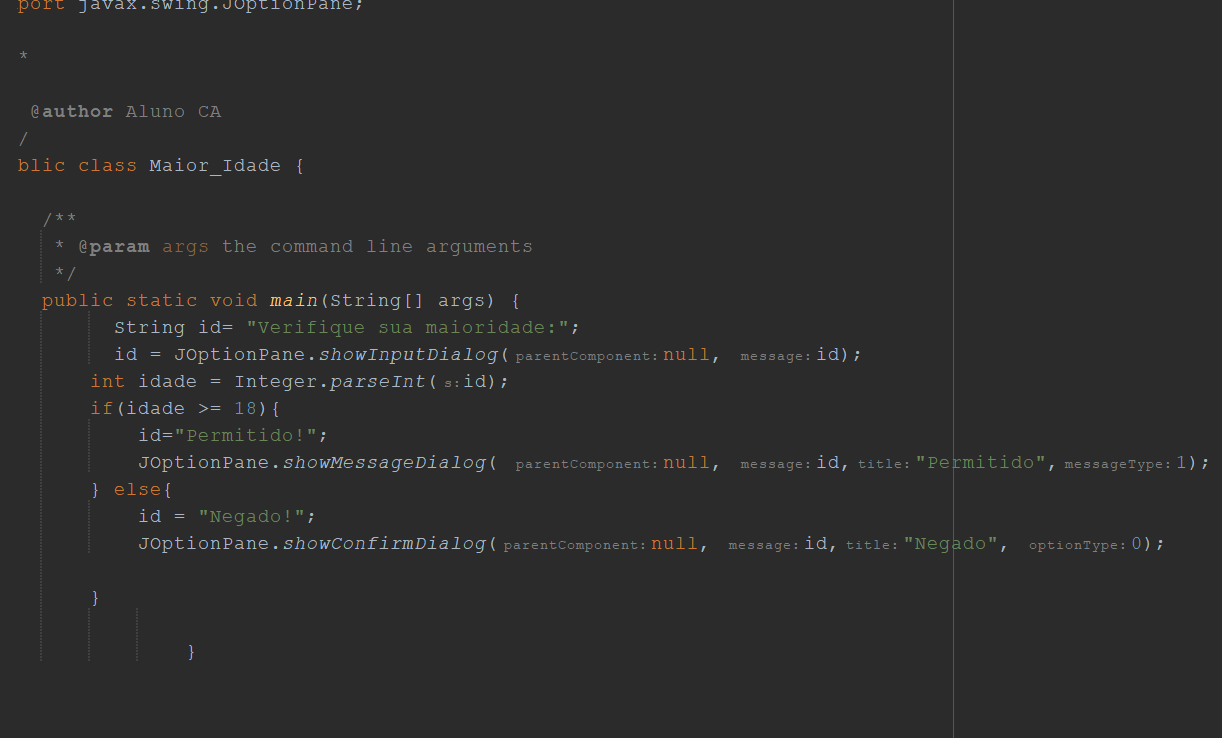 port javax.swing.JOptionPane;
*
@author Aluno CA
/
blic class Maior_Idade {
/**
* @param args the command line arguments
*/
public static void main(String[] args) {
String id= "Verifique sua maioridade:";
id = JOptionPane.showInputDialog( parentComponent: null, message: id);
int idade = Integer.parseInt( s: id);
if(idade >= 18){
id="Permitido!";
JOptionPane.showMessageDialog( parentComponent: null, message: id, title: "Permitido", messageType: 1);
} else{
id = "Negado!";
JOptionPane.showConfirmDialog( parentComponent: null, message: id, title: "Negado", optionType: 0);
}
}